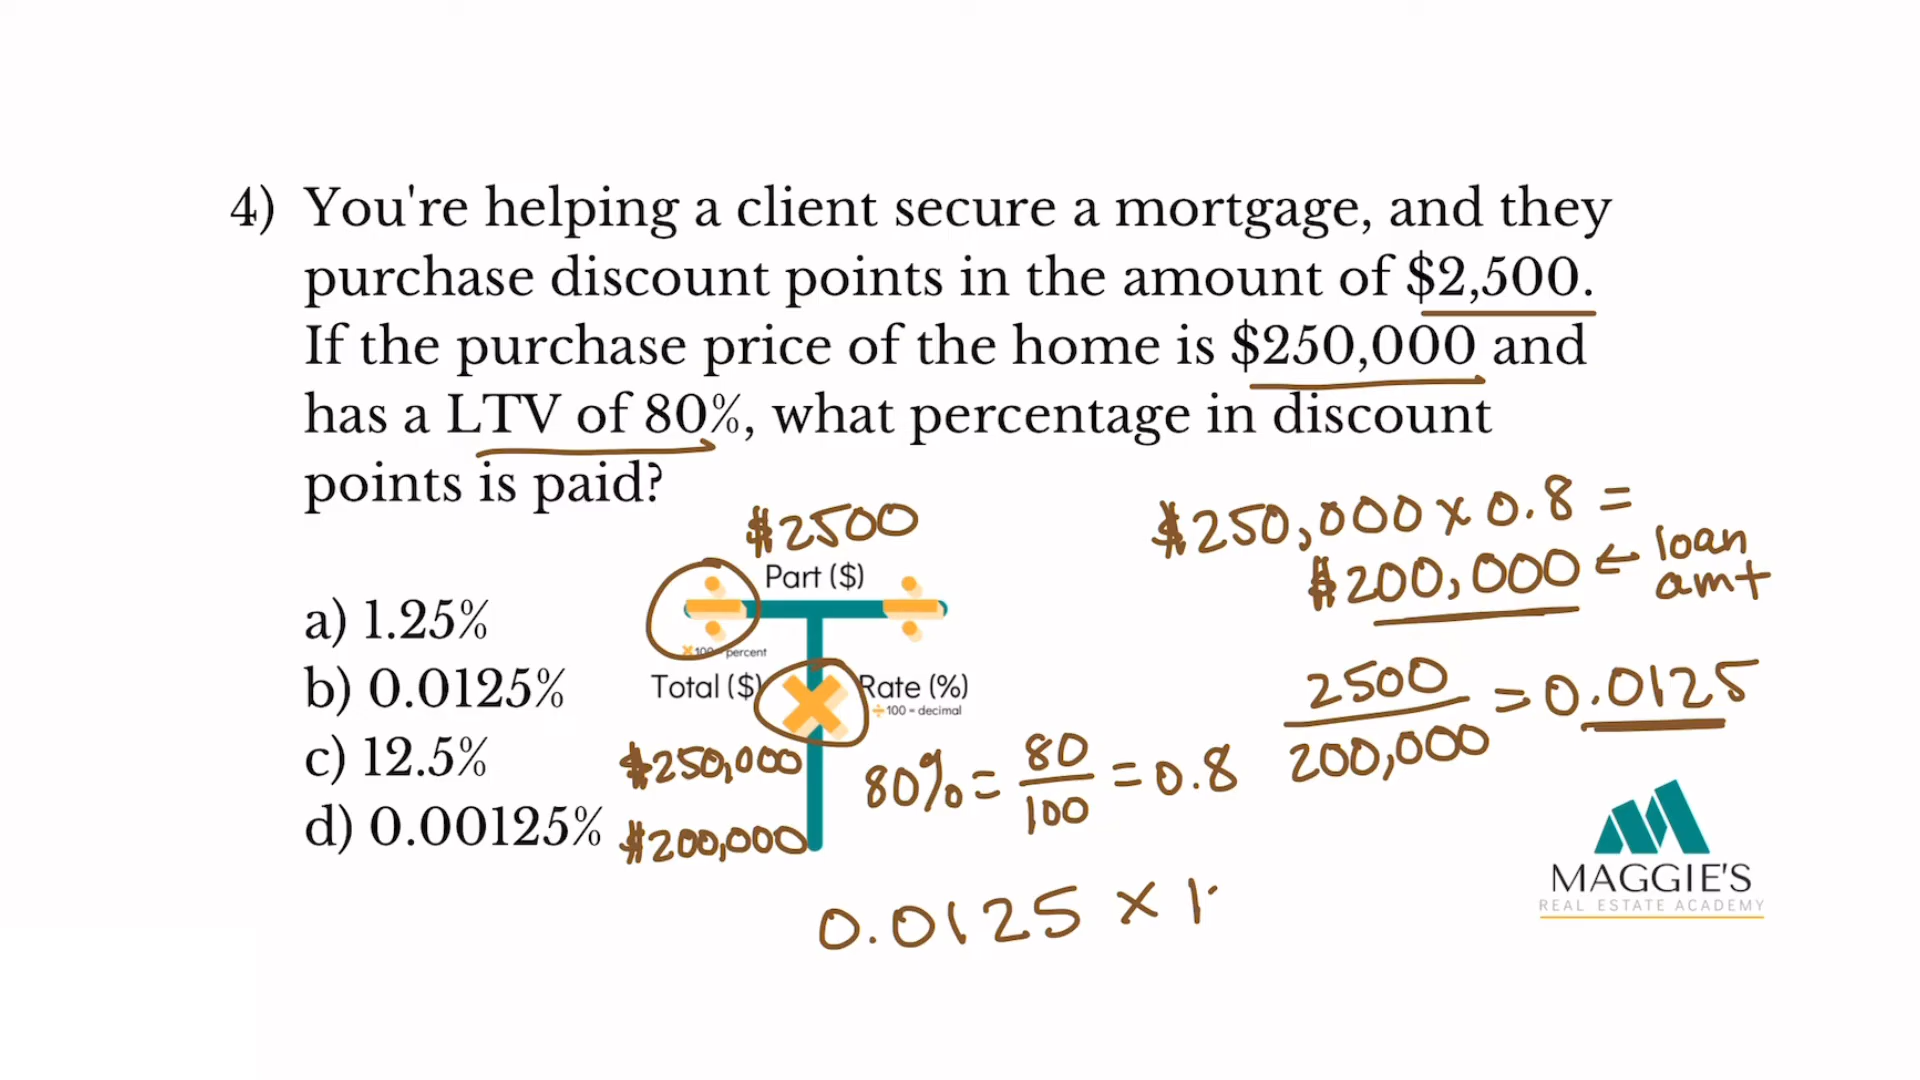 4) You're helping a client secure a mortgage, and they
purchase discount points in the amount of $2,500.
If the purchase price of the home is $250,000 and
has a LTV of 80%, what percentage in discount
points is paid?
a) 1.25%
b) 0.0125%
c) 12.5%
d) 0.00125%
$2500
Part ($)
÷ ÷
×100 = percent
Total ($) × Rate (%)
÷100 = decimal
$250,000
$200,000
80% = 80/100 = 0.8
$250,000 × 0.8 =
$200,000 ← loan amt
2500/200,000 = 0.0125
0.0125 × 1
MAGGIE'S
REAL ESTATE ACADEMY